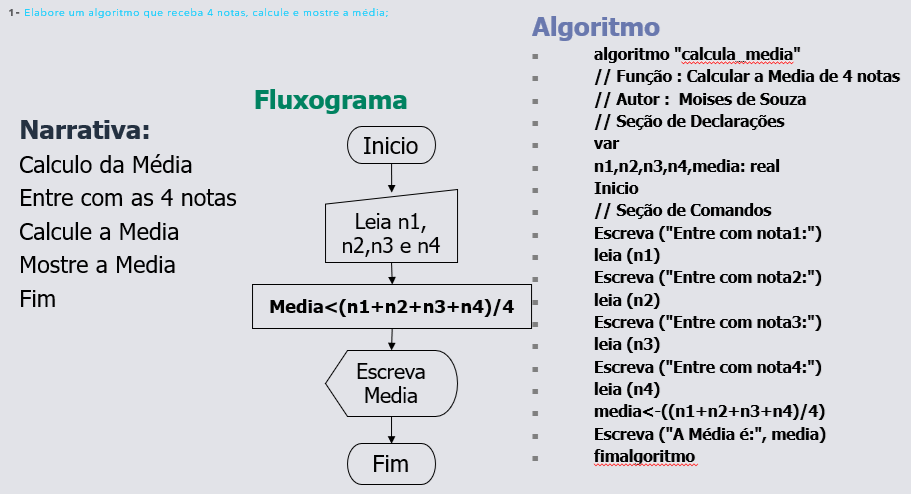 1- Elabore um algoritmo que receba 4 notas, calcule e mostre a média;
Narrativa:
Calculo da Média
Entre com as 4 notas
Calcule a Media
Mostre a Media
Fim
Fluxograma
Inicio
Leia n1,
n2,n3 e n4
Media<(n1+n2+n3+n4)/4
Escreva
Media
Fim
Algoritmo
algoritmo "calcula_media"
// Função : Calcular a Media de 4 notas
// Autor :  Moises de Souza
// Seção de Declarações
var
n1,n2,n3,n4,media: real
Inicio
// Seção de Comandos
Escreva ("Entre com nota1:")
leia (n1)
Escreva ("Entre com nota2:")
leia (n2)
Escreva ("Entre com nota3:")
leia (n3)
Escreva ("Entre com nota4:")
leia (n4)
media<-((n1+n2+n3+n4)/4)
Escreva ("A Média é:", media)
fimalgoritmo